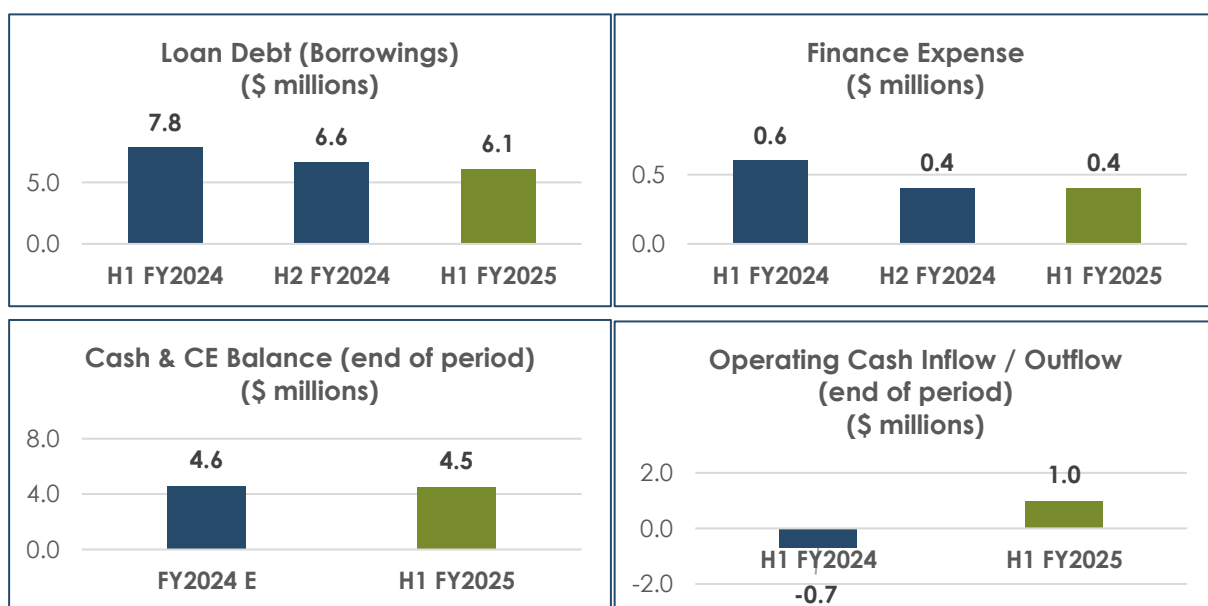 Loan Debt (Borrowings)
($ millions)
7.8
6.6
6.1
5.0
0.0
H1 FY2024
H2 FY2024
H1 FY2025
Finance Expense
($ millions)
0.6
0.4
0.4
0.5
0.0
H1 FY2024
H2 FY2024
H1 FY2025
Cash & CE Balance (end of period)
($ millions)
8.0
4.6
4.5
4.0
0.0
FY2024 E
H1 FY2025
Operating Cash Inflow / Outflow
(end of period)
($ millions)
2.0
1.0
0.0
H1 FY2024
H1 FY2025
-2.0
-0.7